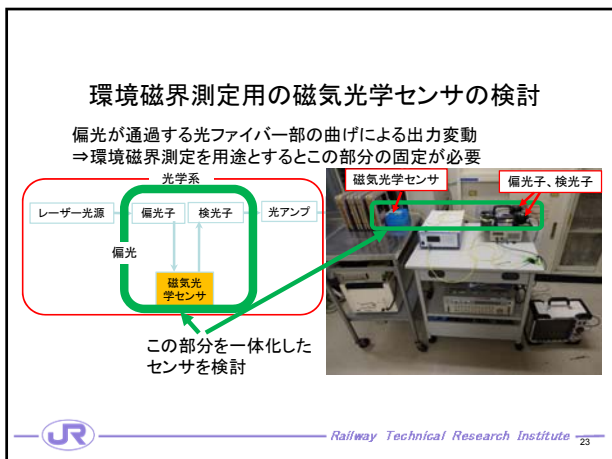 環境磁界測定用の磁気光学センサの検討
偏光が通過する光ファイバー部の曲げによる出力変動
⇒環境磁界測定を用途とするとこの部分の固定が必要
光学系
レーザー光源
偏光子
検光子
光アンプ
偏光
磁気光
学センサ
この部分を一体化した
センサを検討
磁気光学センサ
偏光子、検光子
JR
Railway Technical Research Institute
23